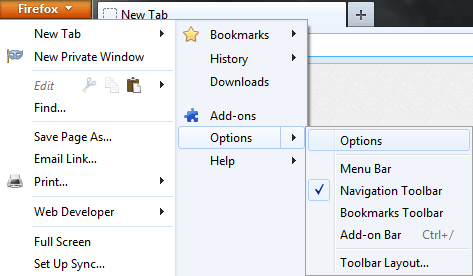 Firefox
New Tab
New Tab
New Private Window
Edit
Find...
Save Page As...
Email Link...
Print...
Web Developer
Full Screen
Set Up Sync...
Bookmarks
History
Downloads
Add-ons
Options
Help
Options
Menu Bar
Navigation Toolbar
Bookmarks Toolbar
Add-on Bar Ctrl+/
Toolbar Layout...